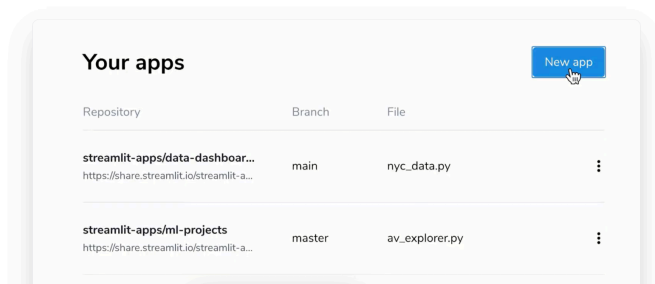 Your apps
New app
Repository Branch File
streamlit-apps/data-dashboar...
https://share.streamlit.io/streamlit-a...
main nyc_data.py
streamlit-apps/ml-projects
https://share.streamlit.io/streamlit-a...
master av_explorer.py